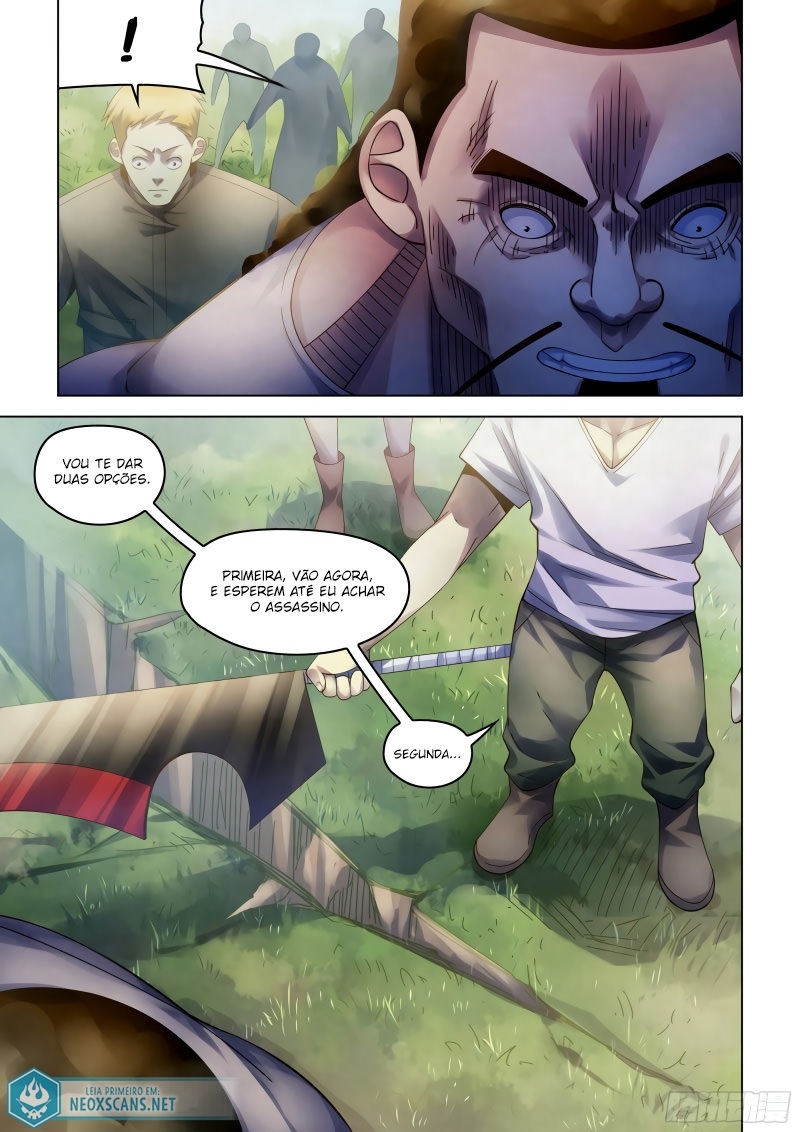 !
VOU TE DAR
DUAS OPÇÕES.
PRIMEIRA, VÃO AGORA,
E ESPEREM ATÉ EU ACHAR
O ASSASSINO.
SEGUNDA...
LEIA PRIMEIRO EM:
NEOXSCANS.NET